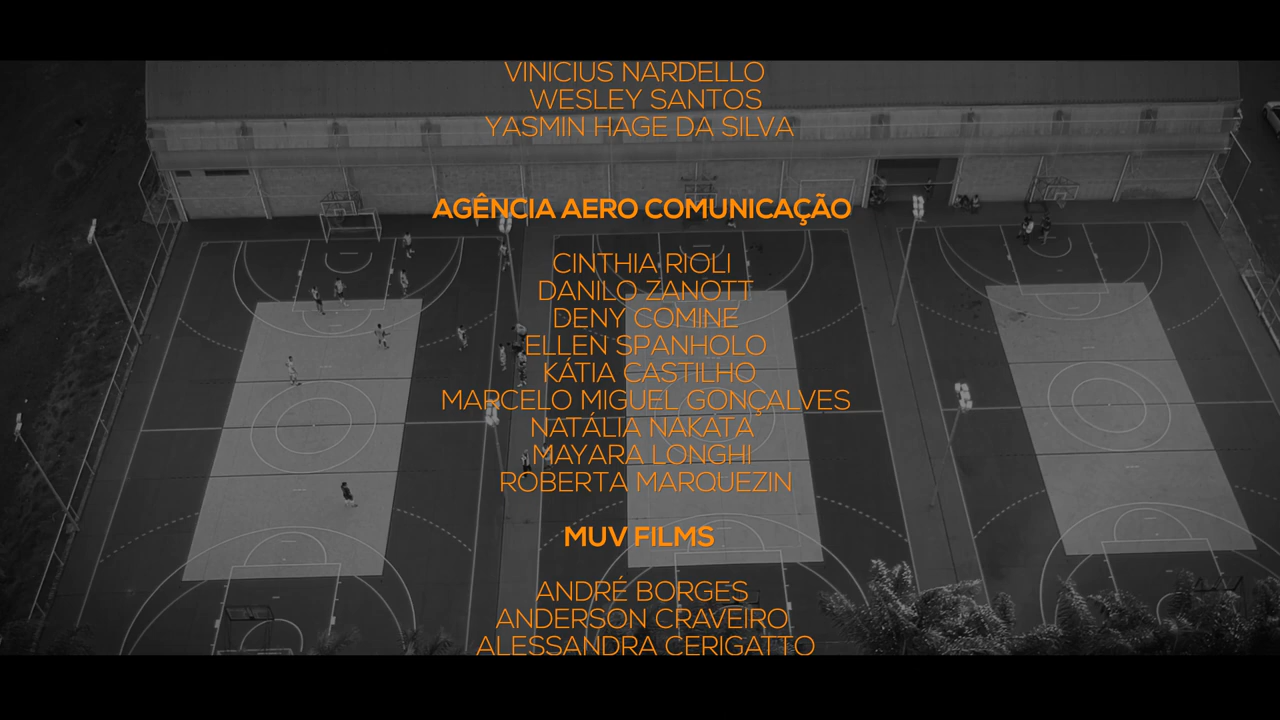 VINICIUS NARDELLO
WESLEY SANTOS
YASMIN HAGE DA SILVA
AGÊNCIA AERO COMUNICAÇÃO
CINTHIA RIOLI
DANILO ZANOTT
DENY COMINE
ELLEN SPANHOLO
KÁTIA CASTILHO
MARCELO MIGUEL GONÇALVES
NATÁLIA NAKATA
MAYARA LONGHI
ROBERTA MARQUEZIN
MUV FILMS
ANDRÉ BORGES
ANDERSON CRAVEIRO
ALESSANDRA CERIGATTO